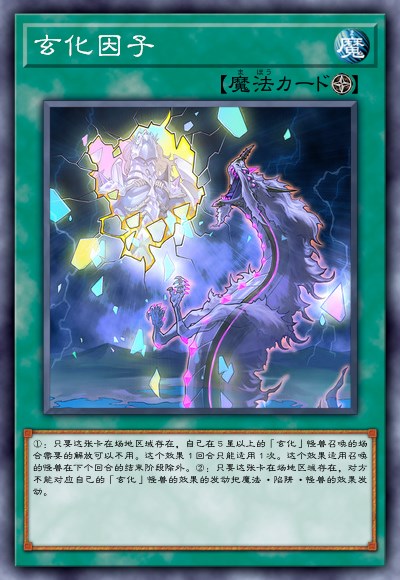 玄化因子
魔
【魔法カード】
まほう
①：只要这张卡在场地区域存在，自己在５星以上的「玄化」怪兽召唤的场
合需要的解放可以不用。这个效果１回合只能适用１次。这个效果适用召唤
的怪兽在下个回合的结束阶段除外。②：只要这张卡在场地区域存在，对方
不能对应自己的「玄化」怪兽的效果的发动把魔法·陷阱·怪兽的效果发
动。